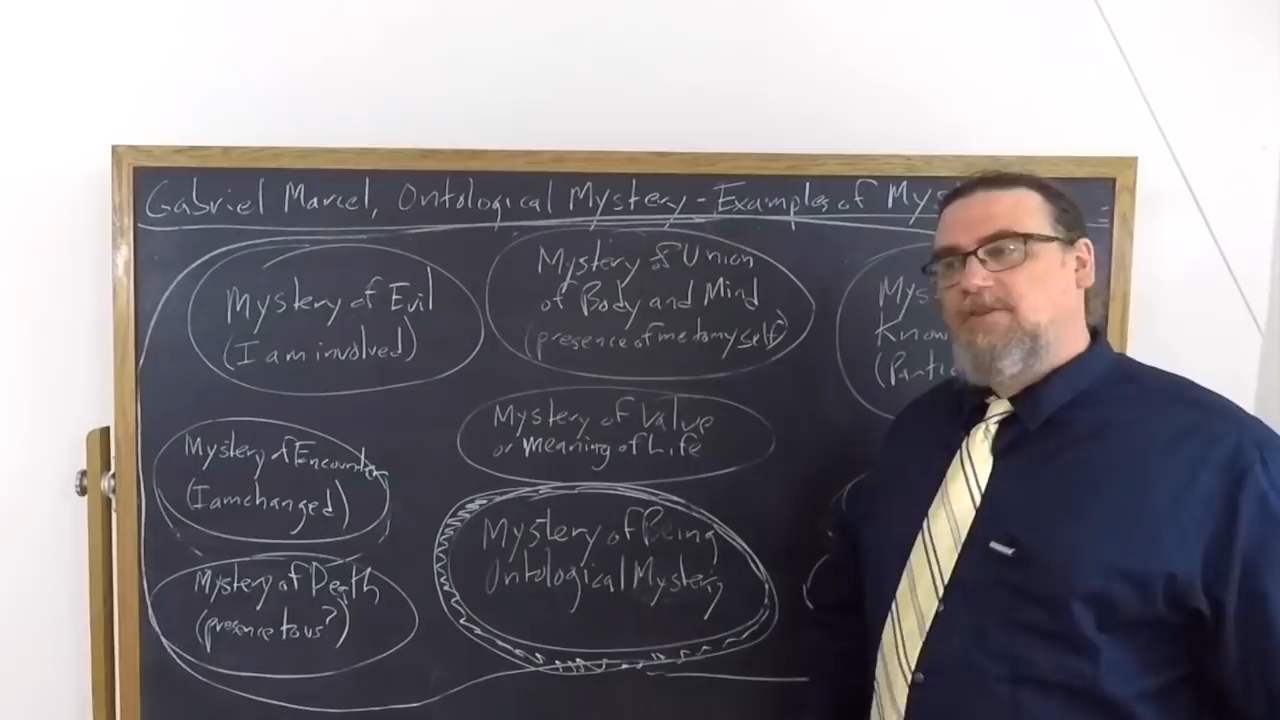 Gabriel Marcel, Ontological Mystery - Examples of Mys
Mystery of Evil
(I am involved)
Mystery of Union
of Body and Mind
(presence of me to myself)
Mys
Know
(Partic
Mystery of Encounter
(I am changed)
Mystery of Value
or Meaning of Life
Mystery of Death
(presence to us?)
Mystery of Being
Ontological Mystery